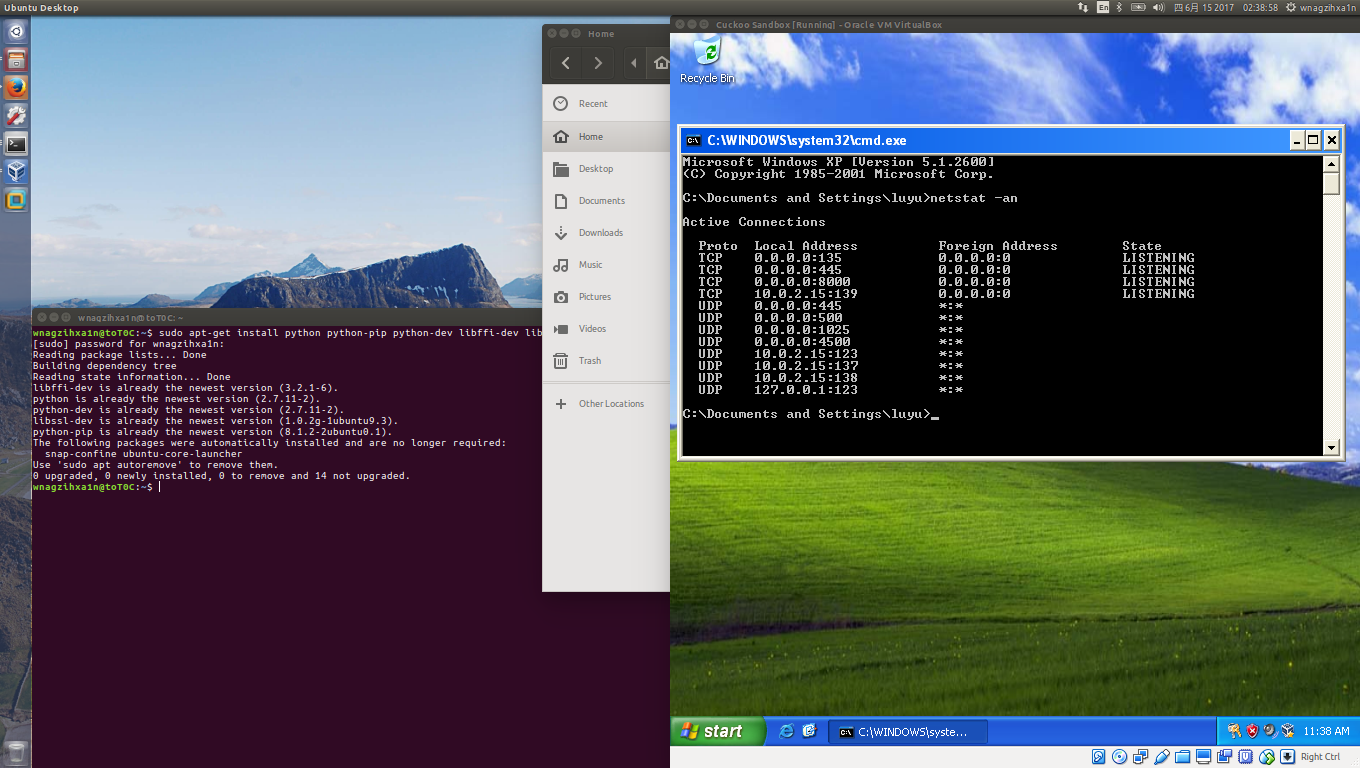 Ubuntu Desktop
En
四 6月 15 2017 02:38:58
wnagzihxa1n
Home
Recent
Home
Desktop
Documents
Downloads
Music
Pictures
Videos
Trash
Other Locations
wnagzihxa1n@toT0C: ~
wnagzihxa1n@toT0C:~$ sudo apt-get install python python-pip python-dev libffi-dev lib
[sudo] password for wnagzihxa1n:
Reading package lists... Done
Building dependency tree
Reading state information... Done
libffi-dev is already the newest version (3.2.1-6).
python is already the newest version (2.7.11-2).
python-dev is already the newest version (2.7.11-2).
libssl-dev is already the newest version (1.0.2g-1ubuntu9.3).
python-pip is already the newest version (8.1.2-2ubuntu0.1).
The following packages were automatically installed and are no longer required:
snap-confine ubuntu-core-launcher
Use 'sudo apt autoremove' to remove them.
0 upgraded, 0 newly installed, 0 to remove and 14 not upgraded.
wnagzihxa1n@toT0C:~$
Cuckoo Sandbox [Running] - Oracle VM VirtualBox
Recycle Bin
C:\WINDOWS\system32\cmd.exe
Microsoft Windows XP [Version 5.1.2600]
(C) Copyright 1985-2001 Microsoft Corp.
C:\Documents and Settings\luyu>netstat -an
Active Connections
Proto Local Address Foreign Address State
TCP 0.0.0.0:135 0.0.0.0:0 LISTENING
TCP 0.0.0.0:445 0.0.0.0:0 LISTENING
TCP 0.0.0.0:8000 0.0.0.0:0 LISTENING
TCP 10.0.2.15:139 0.0.0.0:0 LISTENING
UDP 0.0.0.0:445 *:*
UDP 0.0.0.0:500 *:*
UDP 0.0.0.0:1025 *:*
UDP 0.0.0.0:4500 *:*
UDP 10.0.2.15:123 *:*
UDP 10.0.2.15:137 *:*
UDP 10.0.2.15:138 *:*
UDP 127.0.0.1:123 *:*
C:\Documents and Settings\luyu>_
start
C:\WINDOWS\syste...
11:38 AM
Right Ctrl